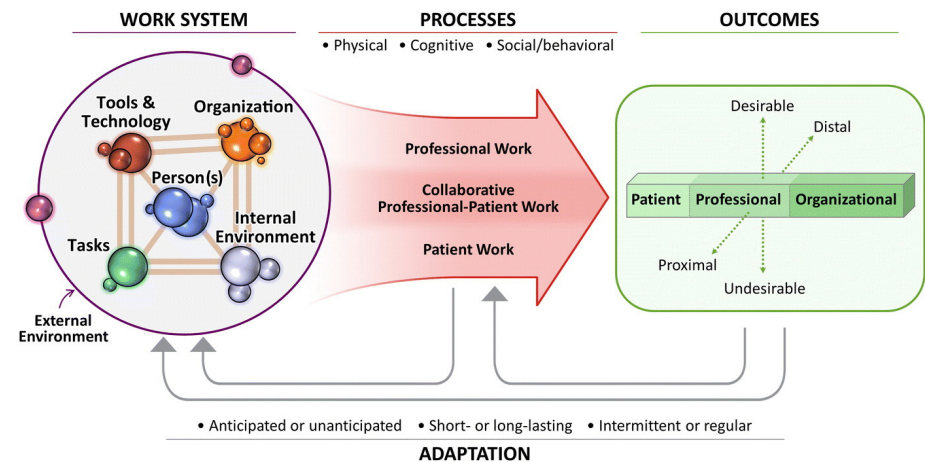 WORK SYSTEM
PROCESSES
OUTCOMES
• Physical • Cognitive • Social/behavioral
Tools &
Technology
Organization
Person(s)
Internal
Environment
Tasks
External
Environment
Professional Work
Collaborative
Professional-Patient Work
Patient Work
Desirable
Distal
Patient
Professional
Organizational
Proximal
Undesirable
• Anticipated or unanticipated • Short- or long-lasting • Intermittent or regular
ADAPTATION